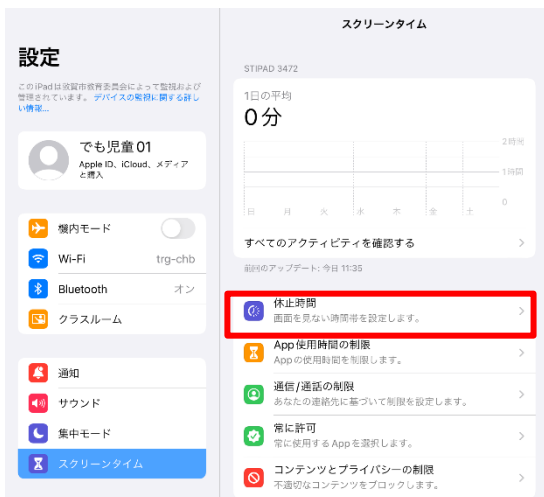 設定
このiPadは敦賀市教育委員会によって監視および
管理されています。デバイスの監視に関する詳し
い情報...
でも児童01
Apple ID、iCloud、メディア
と購入
機内モード
Wi-Fi
trg-chb
Bluetooth
オン
クラスルーム
通知
サウンド
集中モード
スクリーンタイム
スクリーンタイム
STIPAD 3472
1日の平均
0分
2時間
1時間
0
日 月 火 水 木 金 土
すべてのアクティビティを確認する
前回のアップデート: 今日 11:35
休止時間
画面を見ない時間帯を設定します。
App使用時間の制限
Appの使用時間を制限します。
通信/通話の制限
あなたの連絡先に基づいて制限を設定します。
常に許可
常に使用するAppを選択します。
コンテンツとプライバシーの制限
不適切なコンテンツをブロックします。